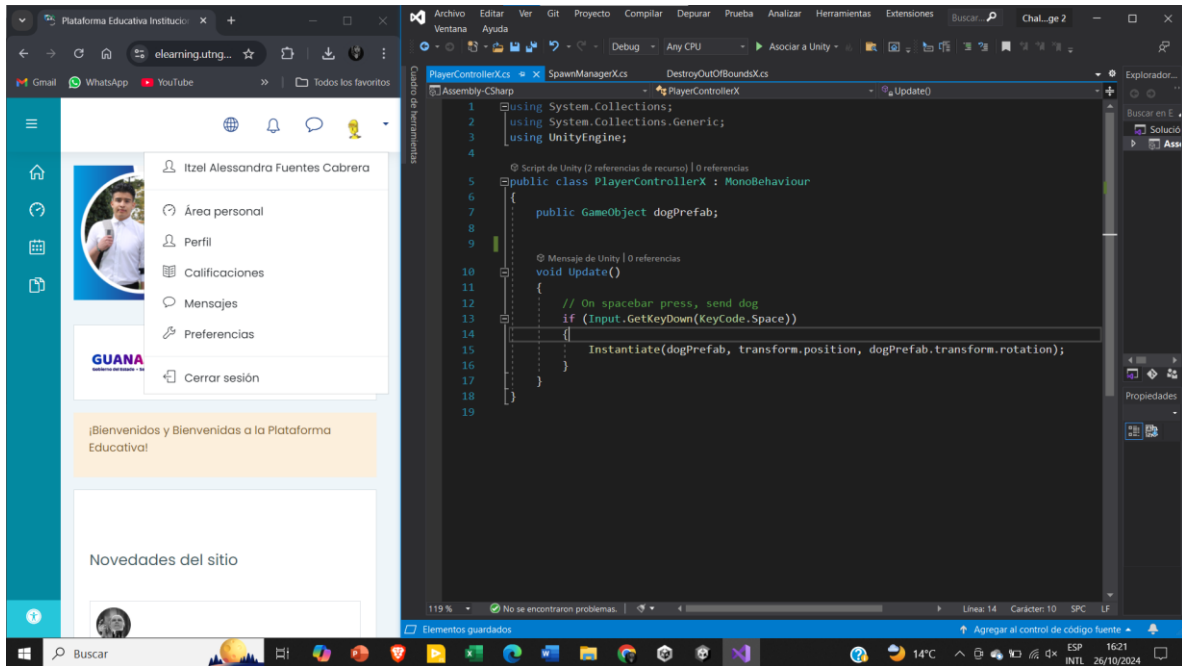 Plataforma Educativa Institucion
elearning.utng...
Gmail
WhatsApp
YouTube
»
Todos los favoritos
Itzel Alessandra Fuentes Cabrera
Área personal
Perfil
Calificaciones
Mensajes
Preferencias
Cerrar sesión
GUANA
¡Bienvenidos y Bienvenidas a la Plataforma
Educativa!
Novedades del sitio
Archivo Editar Ver Git Proyecto Compilar Depurar Prueba Analizar Herramientas Extensiones
Ventana Ayuda
Buscar...
Chal...ge 2
Debug
Any CPU
Asociar a Unity
Cuadro de herramientas
PlayerControllerX.cs
SpawnManagerX.cs
DestroyOutOfBoundsX.cs
Assembly-CSharp
PlayerControllerX
Update()
1 using System.Collections;
2 using System.Collections.Generic;
3 using UnityEngine;
4
Script de Unity (2 referencias de recurso) | 0 referencias
5 public class PlayerControllerX : MonoBehaviour
6 {
7 public GameObject dogPrefab;
8
9
Mensaje de Unity | 0 referencias
10 void Update()
11 {
12 // On spacebar press, send dog
13 if (Input.GetKeyDown(KeyCode.Space))
14 {
15 Instantiate(dogPrefab, transform.position, dogPrefab.transform.rotation);
16 }
17 }
18 }
19
119 %
No se encontraron problemas.
Línea: 14
Carácter: 10
SPC
LF
Elementos guardados
Agregar al control de código fuente
Explorador...
Buscar en E
Solució
Ass
Propiedades
Buscar
14°C
ESP
INTL
16:21
26/10/2024